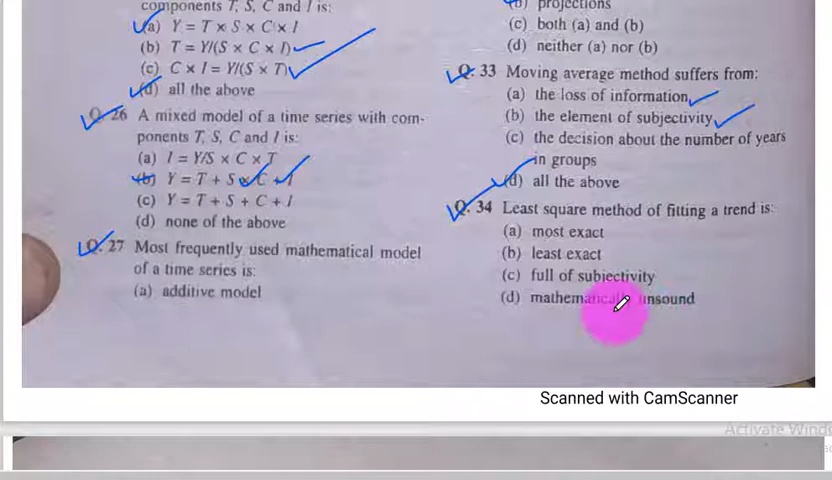 components T, S, C and I is:
(a) Y = T × S × C × I
(b) T = Y/(S × C × I)
(c) C × I = Y/(S × T)
(d) all the above
Q. 26 A mixed model of a time series with com-
ponents T, S, C and I is:
(a) I = Y/S × C × T
(b) Y = T + S × C + I
(c) Y = T + S + C + I
(d) none of the above
Q. 27 Most frequently used mathematical model
of a time series is:
(a) additive model
(b) projections
(c) both (a) and (b)
(d) neither (a) nor (b)
Q. 33 Moving average method suffers from:
(a) the loss of information
(b) the element of subjectivity
(c) the decision about the number of years
in groups
(d) all the above
Q. 34 Least square method of fitting a trend is:
(a) most exact
(b) least exact
(c) full of subjectivity
(d) mathematically unsound
Scanned with CamScanner
Activate Wind